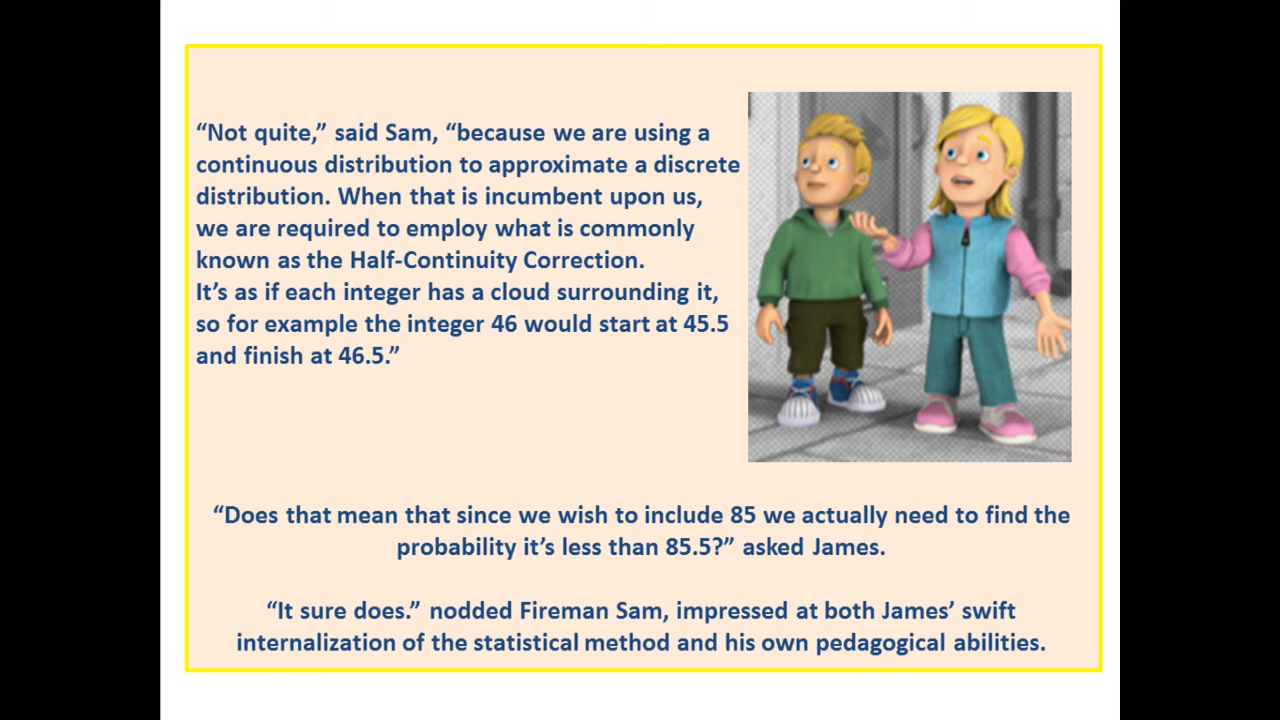 “Not quite,” said Sam, “because we are using a
continuous distribution to approximate a discrete
distribution. When that is incumbent upon us,
we are required to employ what is commonly
known as the Half-Continuity Correction.
It’s as if each integer has a cloud surrounding it,
so for example the integer 46 would start at 45.5
and finish at 46.5.”
“Does that mean that since we wish to include 85 we actually need to find the
probability it’s less than 85.5?” asked James.
“It sure does.” nodded Fireman Sam, impressed at both James’ swift
internalization of the statistical method and his own pedagogical abilities.